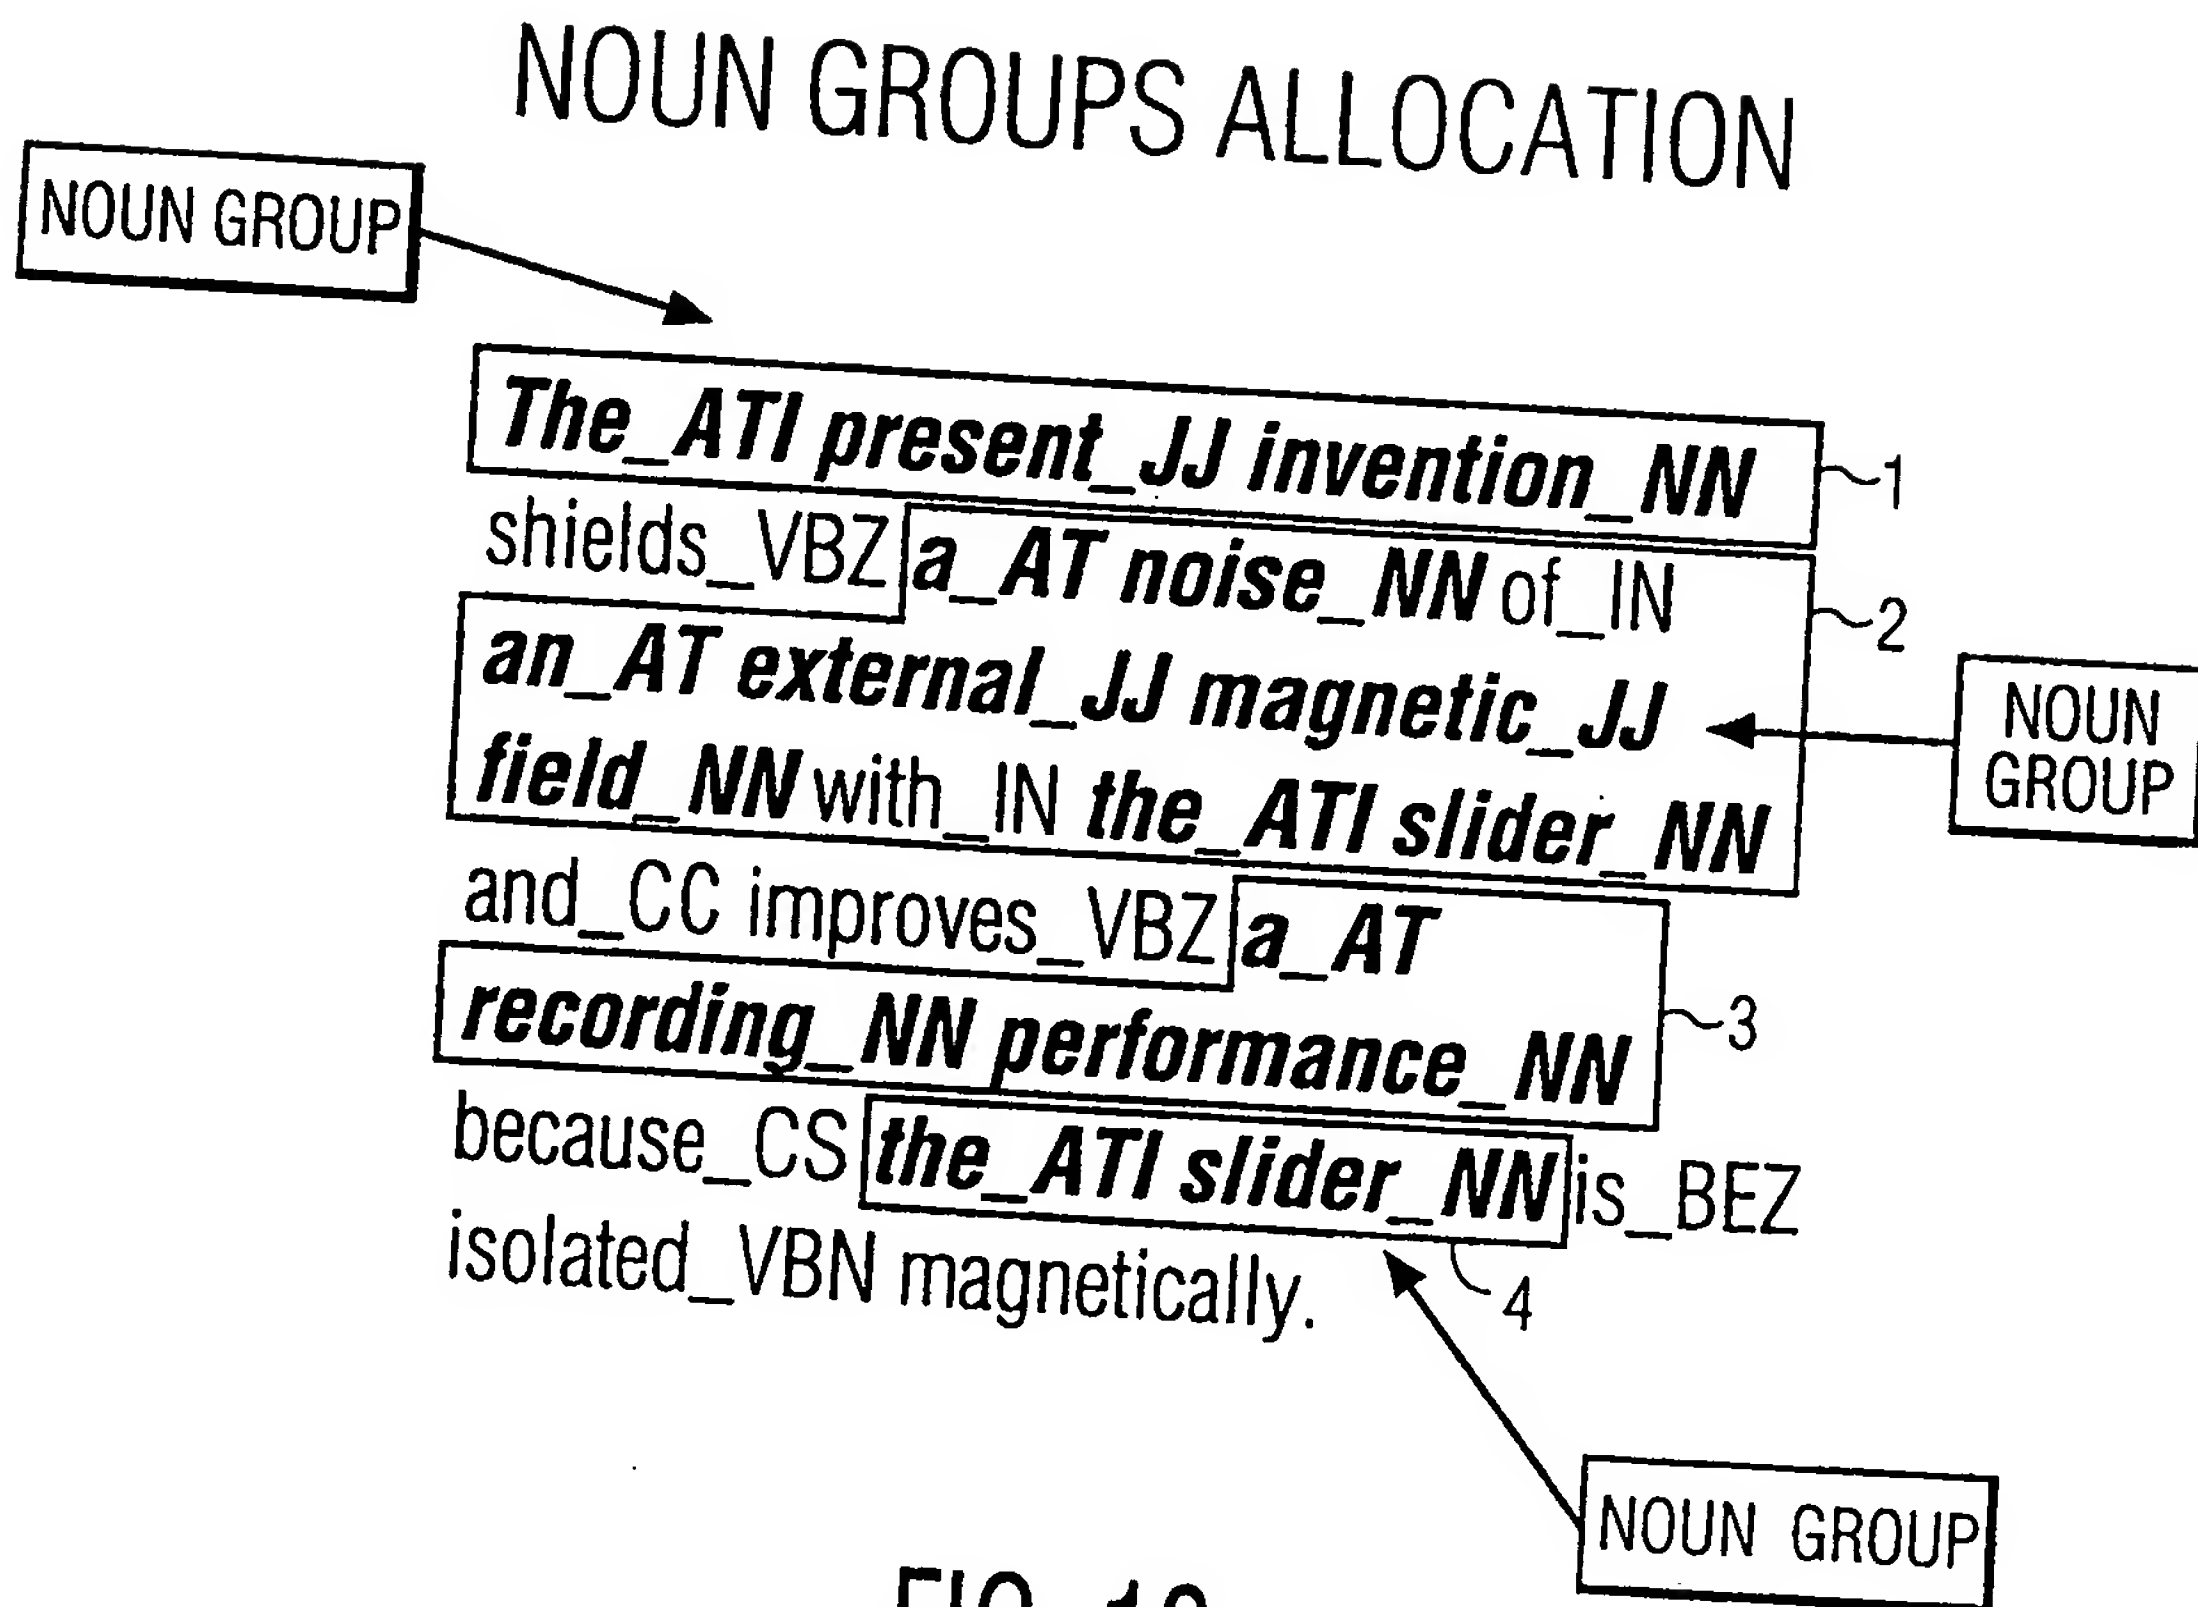 NOUN GROUPS ALLOCATION
NOUN GROUP
The_ATI present_JJ invention_NN
1
shields_VBZ a_AT noise_NN of_IN
2
an_AT external_JJ magnetic_JJ
NOUN
GROUP
field_NN with_IN the_ATI slider_NN
and_CC improves_VBZ a_AT
recording_NN performance_NN
3
because_CS the_ATI slider_NN is_BEZ
isolated_VBN magnetically.
4
NOUN GROUP